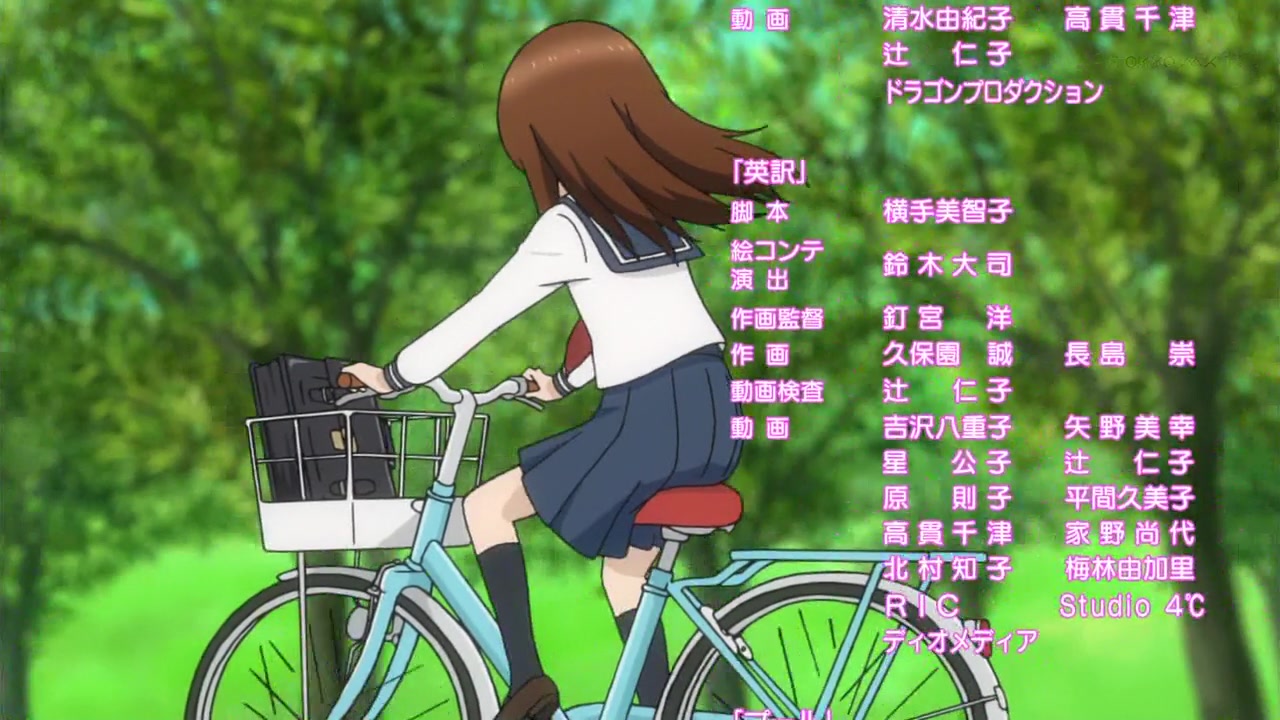 動画 清水由紀子 高貫千津
辻 仁子
ドラゴンプロダクション
「英訳」
脚本 横手美智子
絵コンテ
演出 鈴木大司
作画監督 釘宮 洋
作画 久保園 誠 長島 崇
動画検査 辻 仁子
動画 吉沢八重子 矢野美幸
星 公子 辻 仁子
原 則子 平間久美子
高貫千津 家野尚代
北村知子 梅林由加里
RIC Studio 4℃
ディオメディア
「プール」